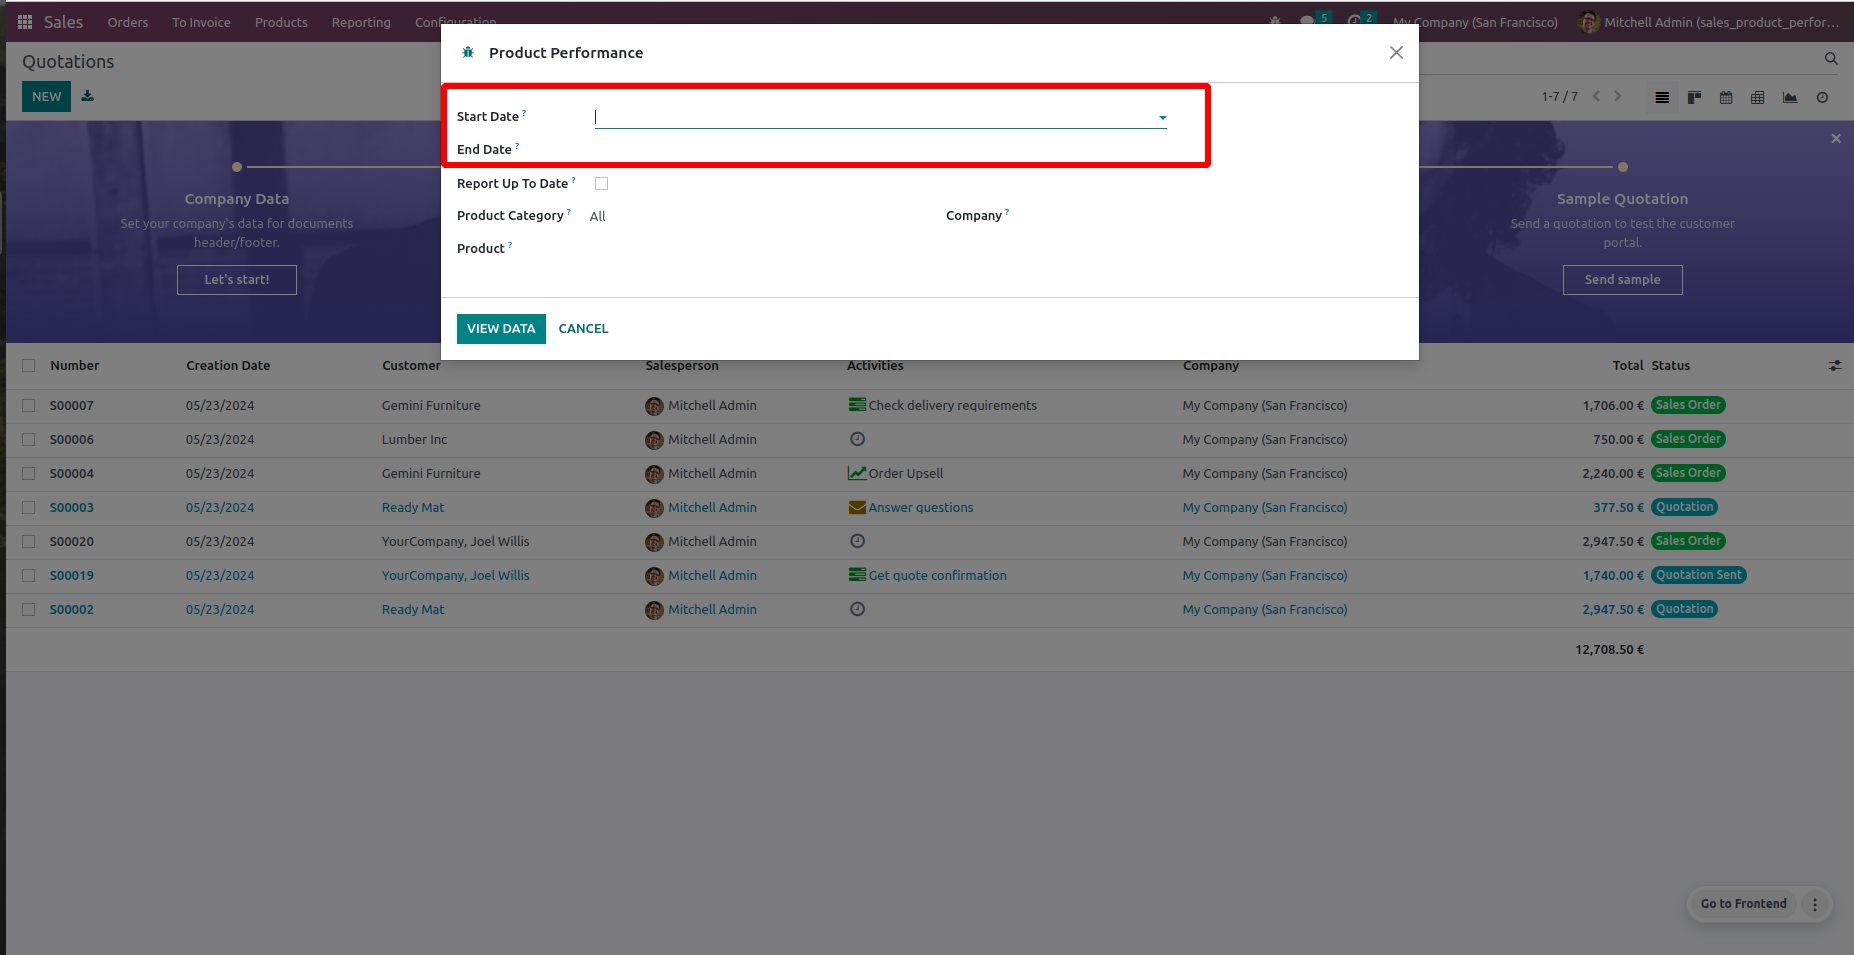 Sales Orders To Invoice Products Reporting Configuration 5 2 My Company (San Francisco) Mitchell Admin (sales_product_perfor...
Product Performance
Quotations
NEW
1-7 / 7
Start Date ?
End Date ?
Report Up To Date ?
Product Category ? All
Company ?
Product ?
VIEW DATA CANCEL
Company Data
Set your company's data for documents
header/footer.
Let's start!
Sample Quotation
Send a quotation to test the customer
portal.
Send sample
Number Creation Date Customer Salesperson Activities Company Total Status
S00007 05/23/2024 Gemini Furniture Mitchell Admin Check delivery requirements My Company (San Francisco) 1,706.00 € Sales Order
S00006 05/23/2024 Lumber Inc Mitchell Admin My Company (San Francisco) 750.00 € Sales Order
S00004 05/23/2024 Gemini Furniture Mitchell Admin Order Upsell My Company (San Francisco) 2,240.00 € Sales Order
S00003 05/23/2024 Ready Mat Mitchell Admin Answer questions My Company (San Francisco) 377.50 € Quotation
S00020 05/23/2024 YourCompany, Joel Willis Mitchell Admin My Company (San Francisco) 2,947.50 € Sales Order
S00019 05/23/2024 YourCompany, Joel Willis Mitchell Admin Get quote confirmation My Company (San Francisco) 1,740.00 € Quotation Sent
S00002 05/23/2024 Ready Mat Mitchell Admin My Company (San Francisco) 2,947.50 € Quotation
12,708.50 €
Go to Frontend